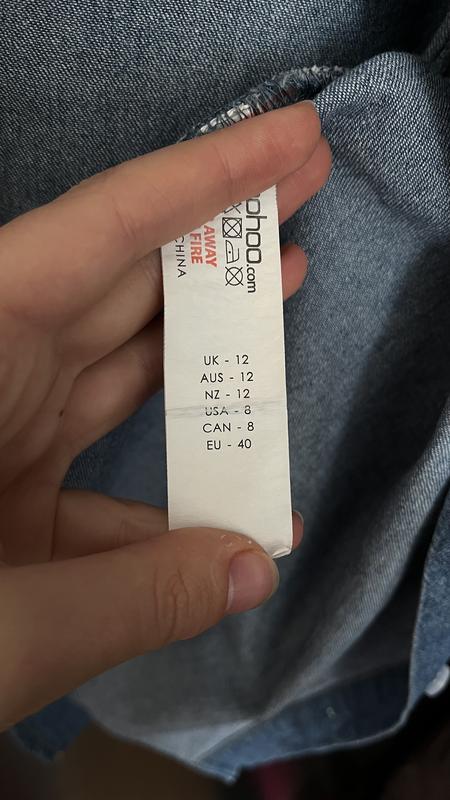 ohoo.com
AWAY
FIRE
CHINA
UK - 12
AUS - 12
NZ - 12
USA - 8
CAN - 8
EU - 40